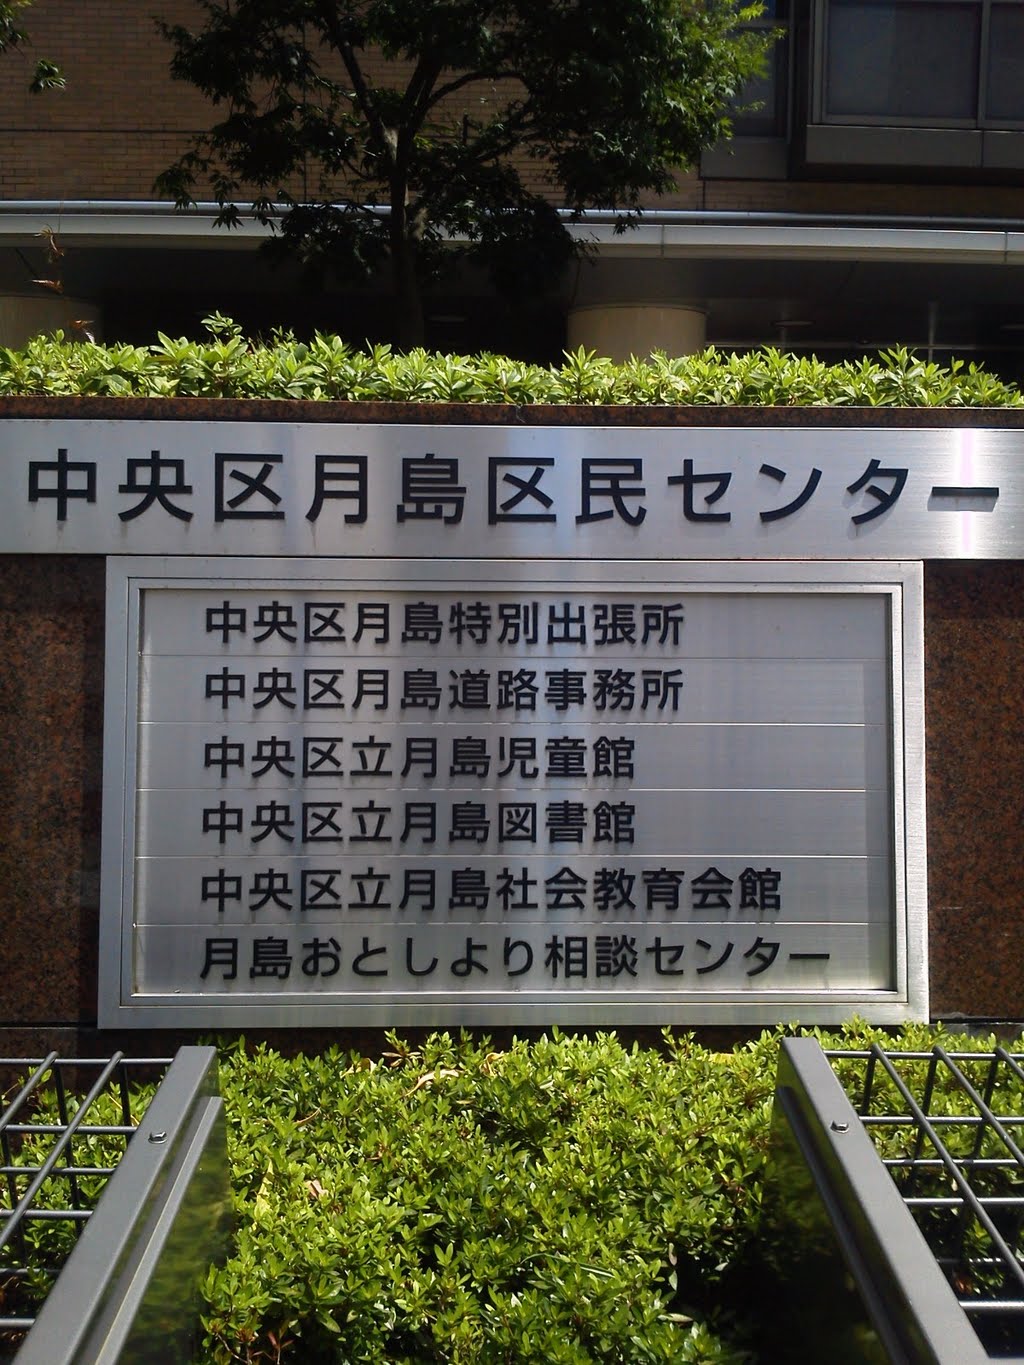 中央区月島区民センター
中央区月島特別出張所
中央区月島道路事務所
中央区立月島児童館
中央区立月島図書館
中央区立月島社会教育会館
月島おとしより相談センター